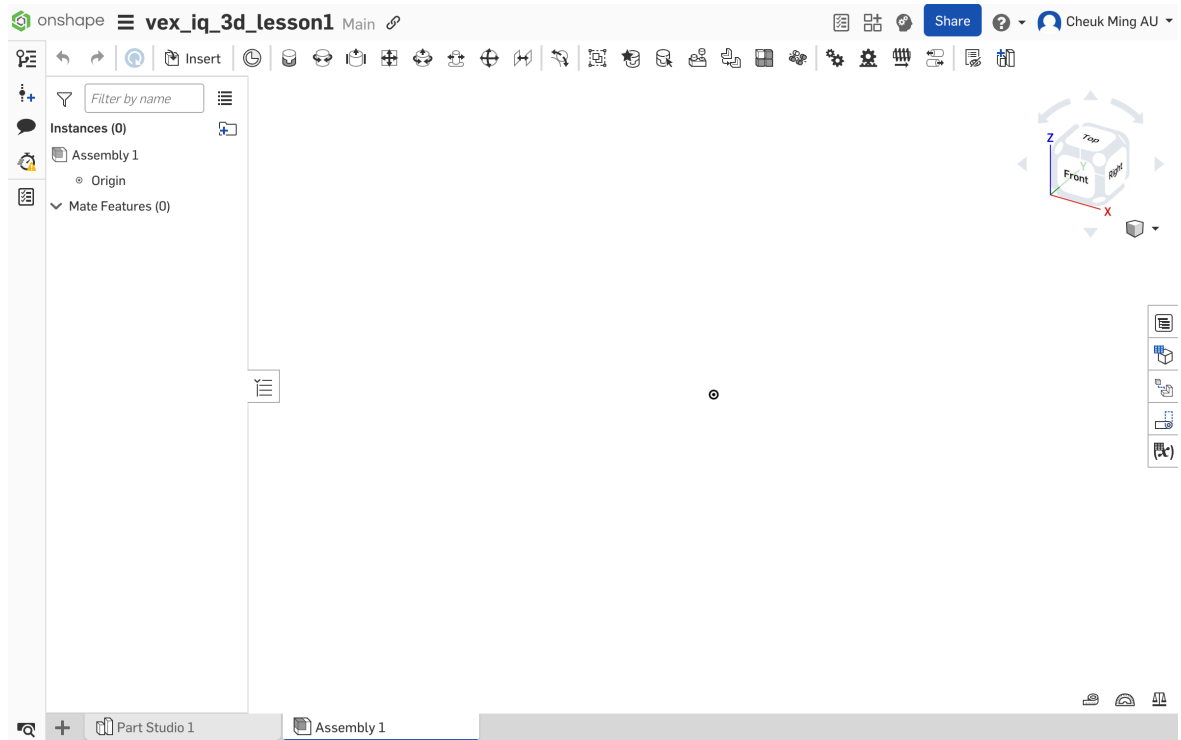 onshape vex_iq_3d_lesson1 Main Share Cheuk Ming AU
Insert
Filter by name
Instances (0)
Assembly 1
Origin
Mate Features (0)
Top
Front
Right
Z
Y
X
(x)
Part Studio 1
Assembly 1